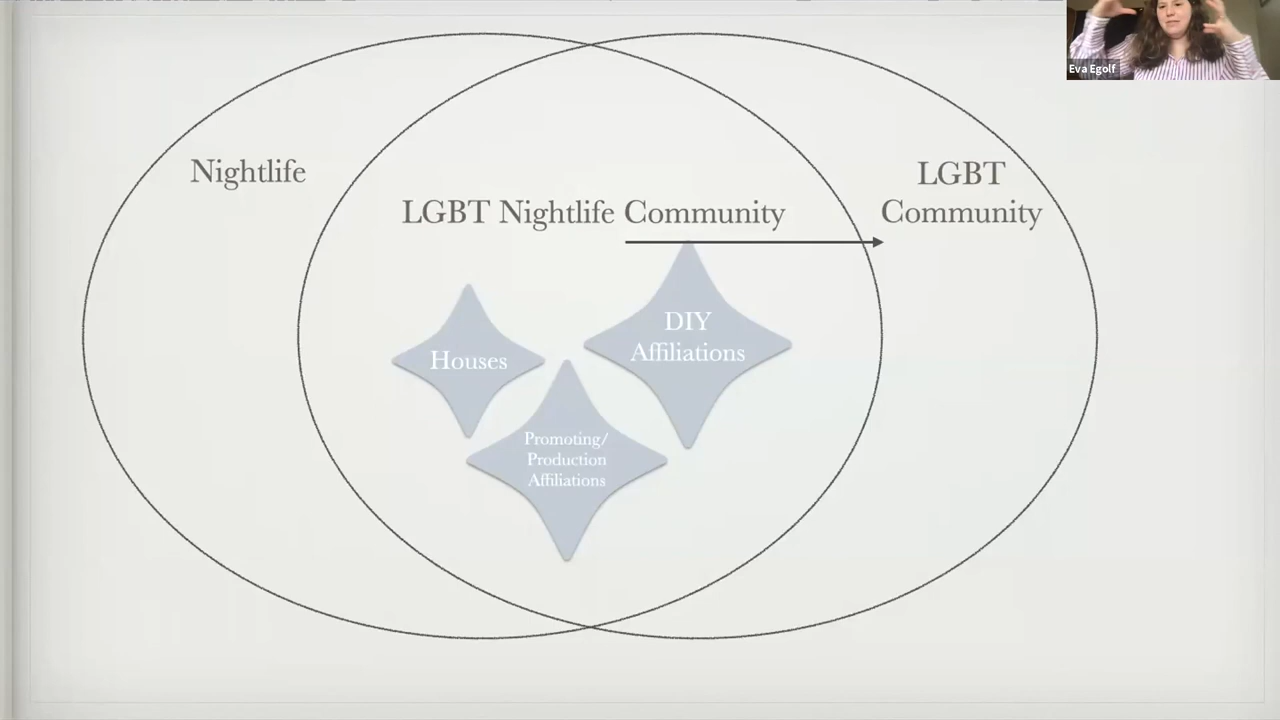 Eva Egolf
Nightlife
LGBT
Community
LGBT Nightlife Community
DIY
Affiliations
Houses
Promoting/
Production
Affiliations